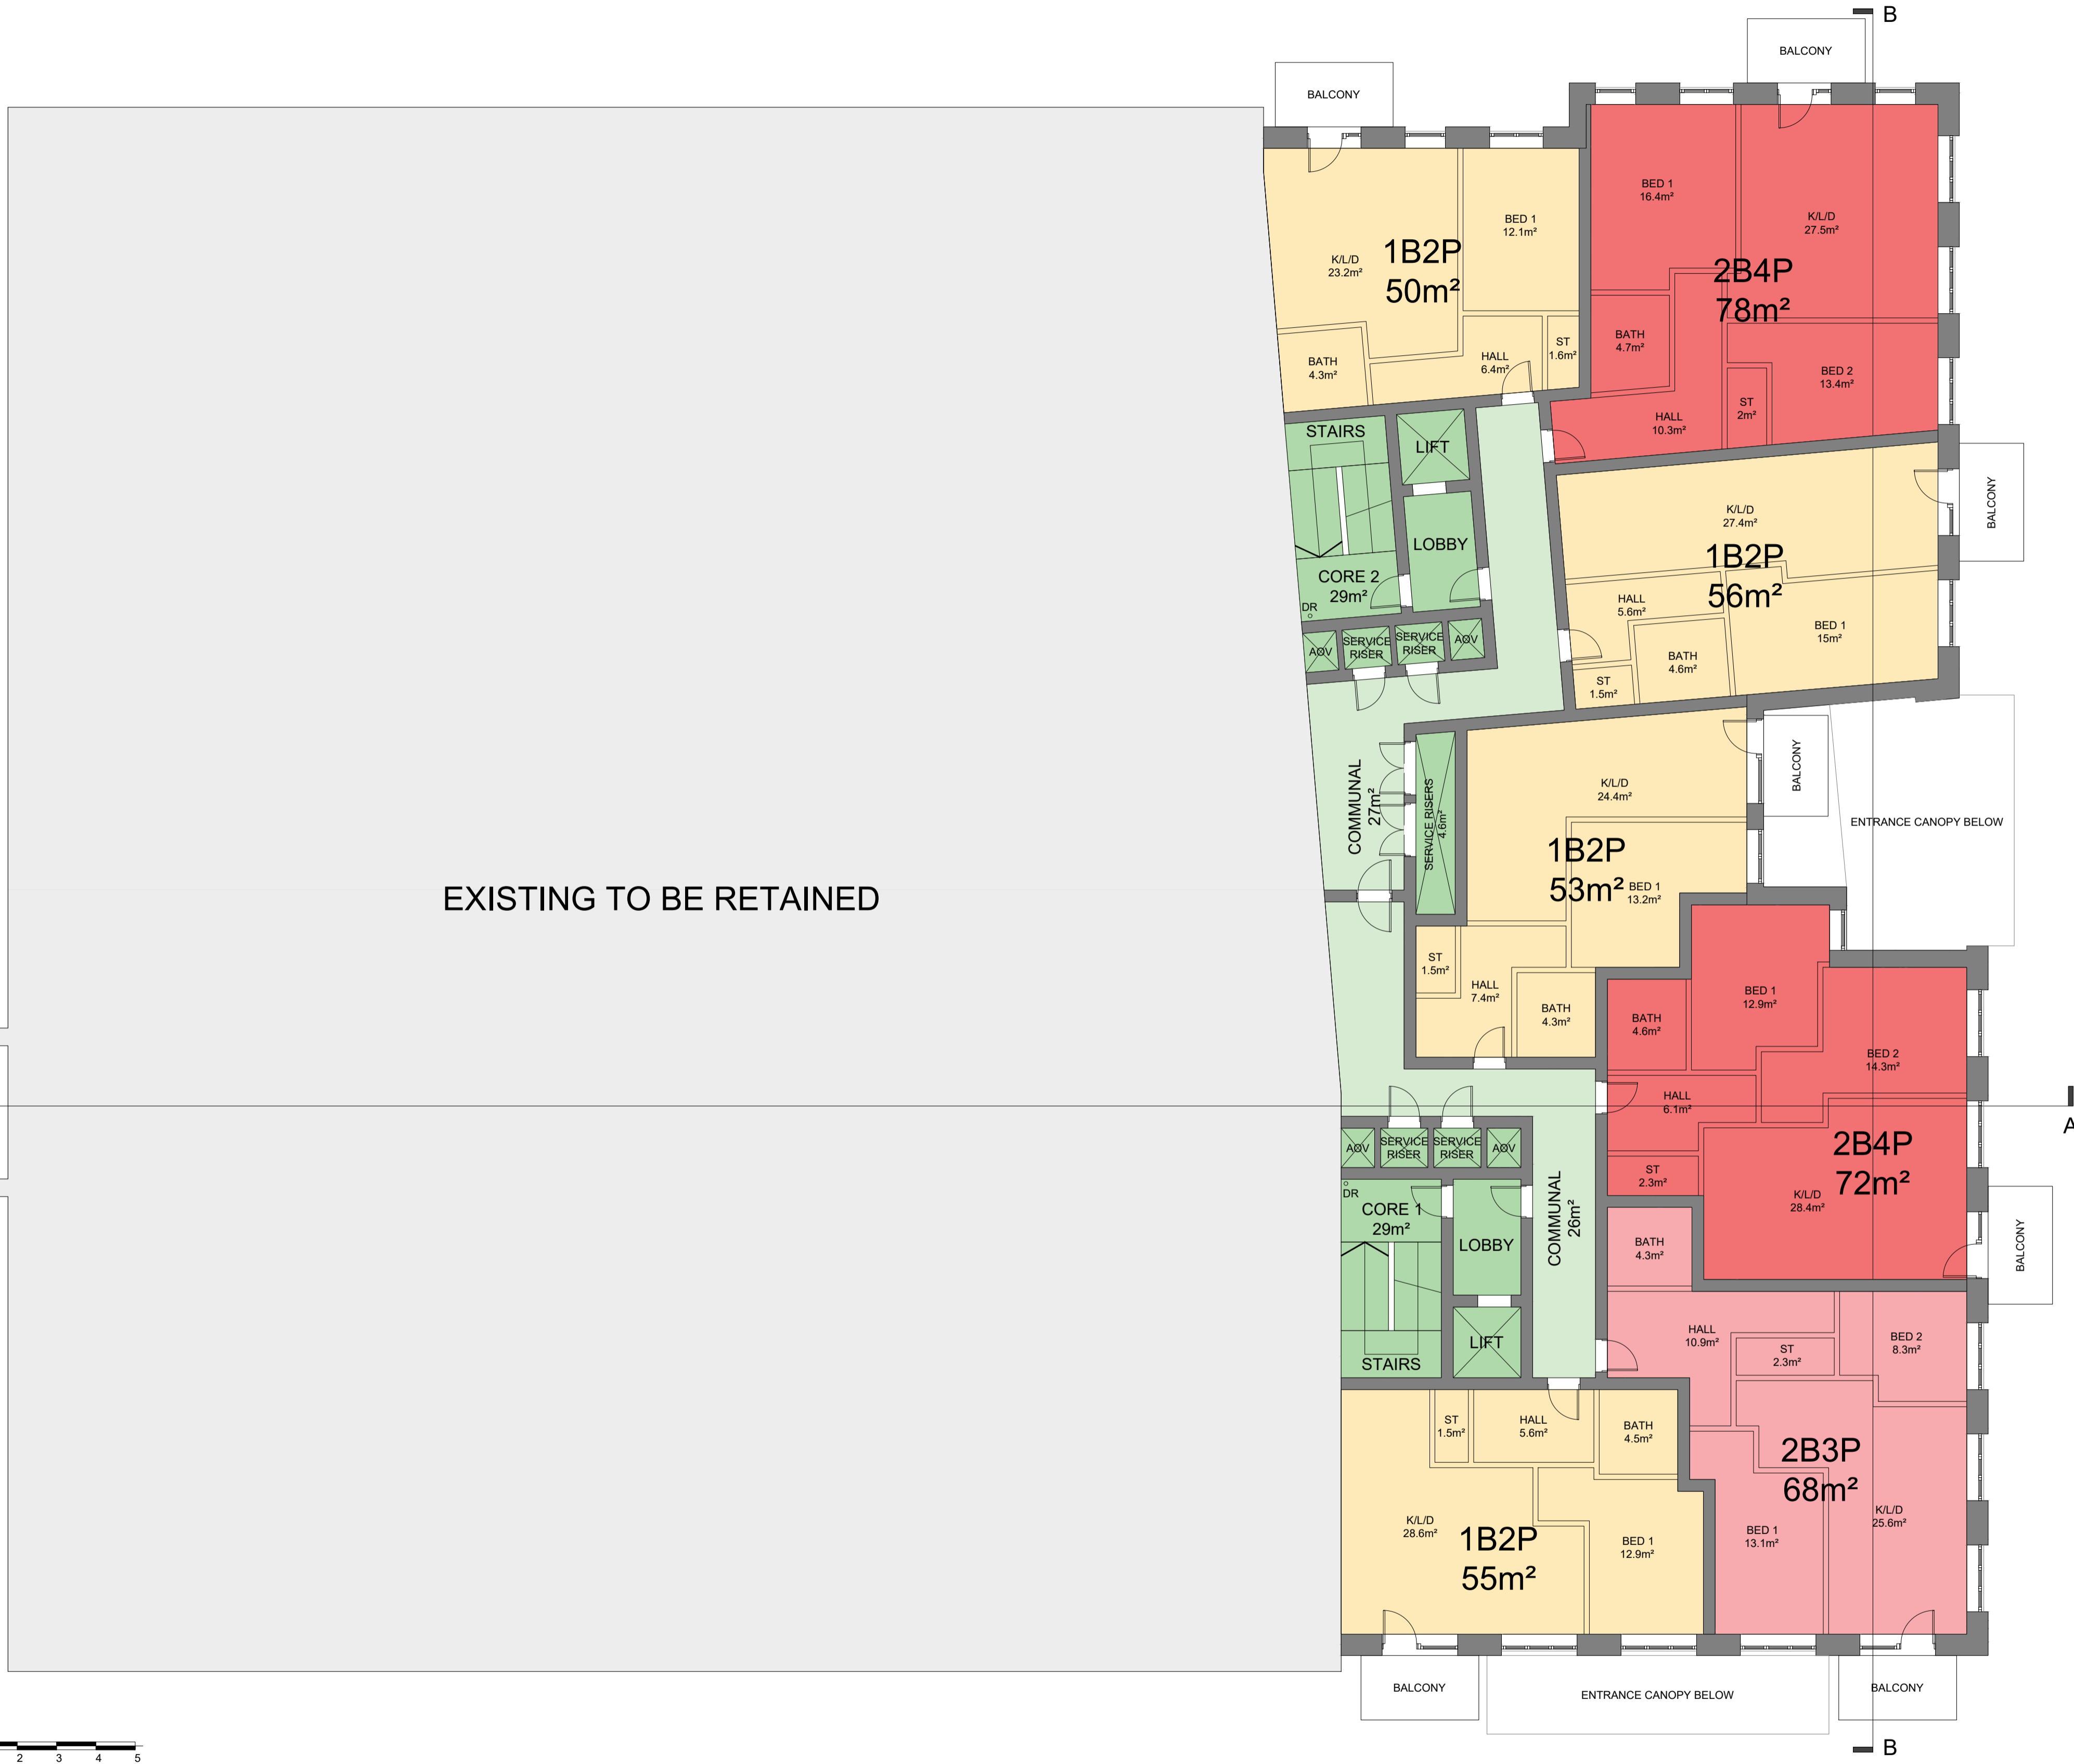 B
BALCONY
BALCONY
BED 1
16.4m²
K/L/D
27.5m²
2B4P
78m²
BATH
4.7m²
BED 2
13.4m²
ST
2m²
HALL
10.3m²
BED 1
12.1m²
K/L/D
23.2m²
1B2P
50m²
BATH
4.3m²
HALL
6.4m²
ST
1.6m²
STAIRS
LIFT
LOBBY
CORE 2
29m²
DR
AOV
SERVICE
RISER
SERVICE
RISER
AOV
K/L/D
27.4m²
1B2P
56m²
HALL
5.6m²
BED 1
15m²
BATH
4.6m²
ST
1.5m²
BALCONY
COMMUNAL
27m²
SERVICE RISERS
4.6m²
K/L/D
24.4m²
1B2P
53m²
BED 1
13.2m²
ST
1.5m²
HALL
7.4m²
BATH
4.3m²
BALCONY
ENTRANCE CANOPY BELOW
EXISTING TO BE RETAINED
BED 1
12.9m²
BATH
4.6m²
BED 2
14.3m²
HALL
6.1m²
2B4P
72m²
ST
2.3m²
K/L/D
28.4m²
BALCONY
A
AOV
SERVICE
RISER
SERVICE
RISER
AOV
DR
CORE 1
29m²
LOBBY
COMMUNAL
26m²
LIFT
STAIRS
BATH
4.3m²
HALL
10.9m²
ST
2.3m²
BED 2
8.3m²
2B3P
68m²
K/L/D
25.6m²
BED 1
13.1m²
ST
1.5m²
HALL
5.6m²
BATH
4.5m²
K/L/D
28.6m²
1B2P
55m²
BED 1
12.9m²
BALCONY
ENTRANCE CANOPY BELOW
BALCONY
B
2 3 4 5